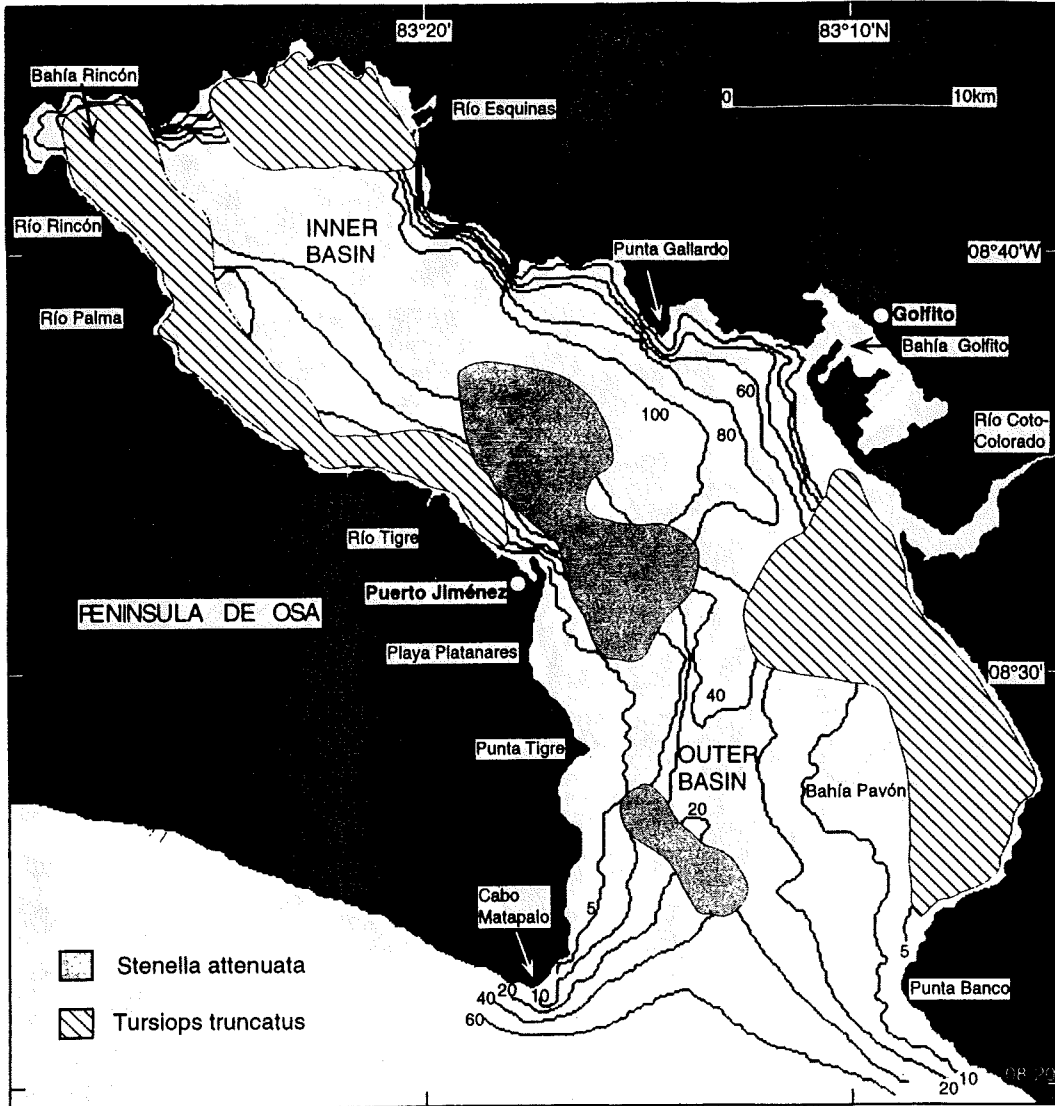 83°20'
83°10'N
Bahía Rincón
0
10km
Río Esquinas
INNER
BASIN
Río Rincón
Punta Gallardo
08°40'W
Río Palma
Golfito
Bahía Golfito
60
100
80
Río Coto-
Colorado
Río Tigre
Puerto Jiménez
PENINSULA DE OSA
Playa Platanares
08°30'
40
Punta Tigre
OUTER
BASIN
Bahía Pavón
20
Cabo
Matapalo
5
5
Stenella attenuata
20
10
40
60
Punta Banco
Tursiops truncatus
08°20'
10
20